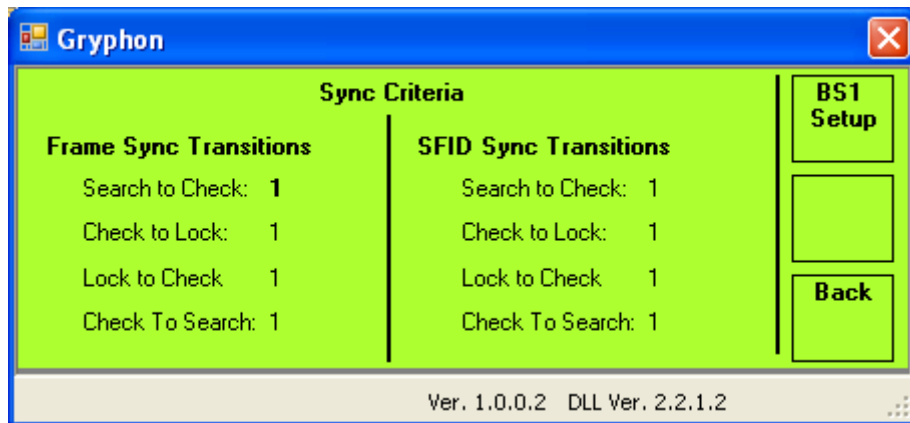 Gryphon
Sync Criteria
Frame Sync Transitions
Search to Check: 1
Check to Lock: 1
Lock to Check 1
Check To Search: 1
SFID Sync Transitions
Search to Check: 1
Check to Lock: 1
Lock to Check 1
Check To Search: 1
BS1
Setup
Back
Ver. 1.0.0.2 DLL Ver. 2.2.1.2